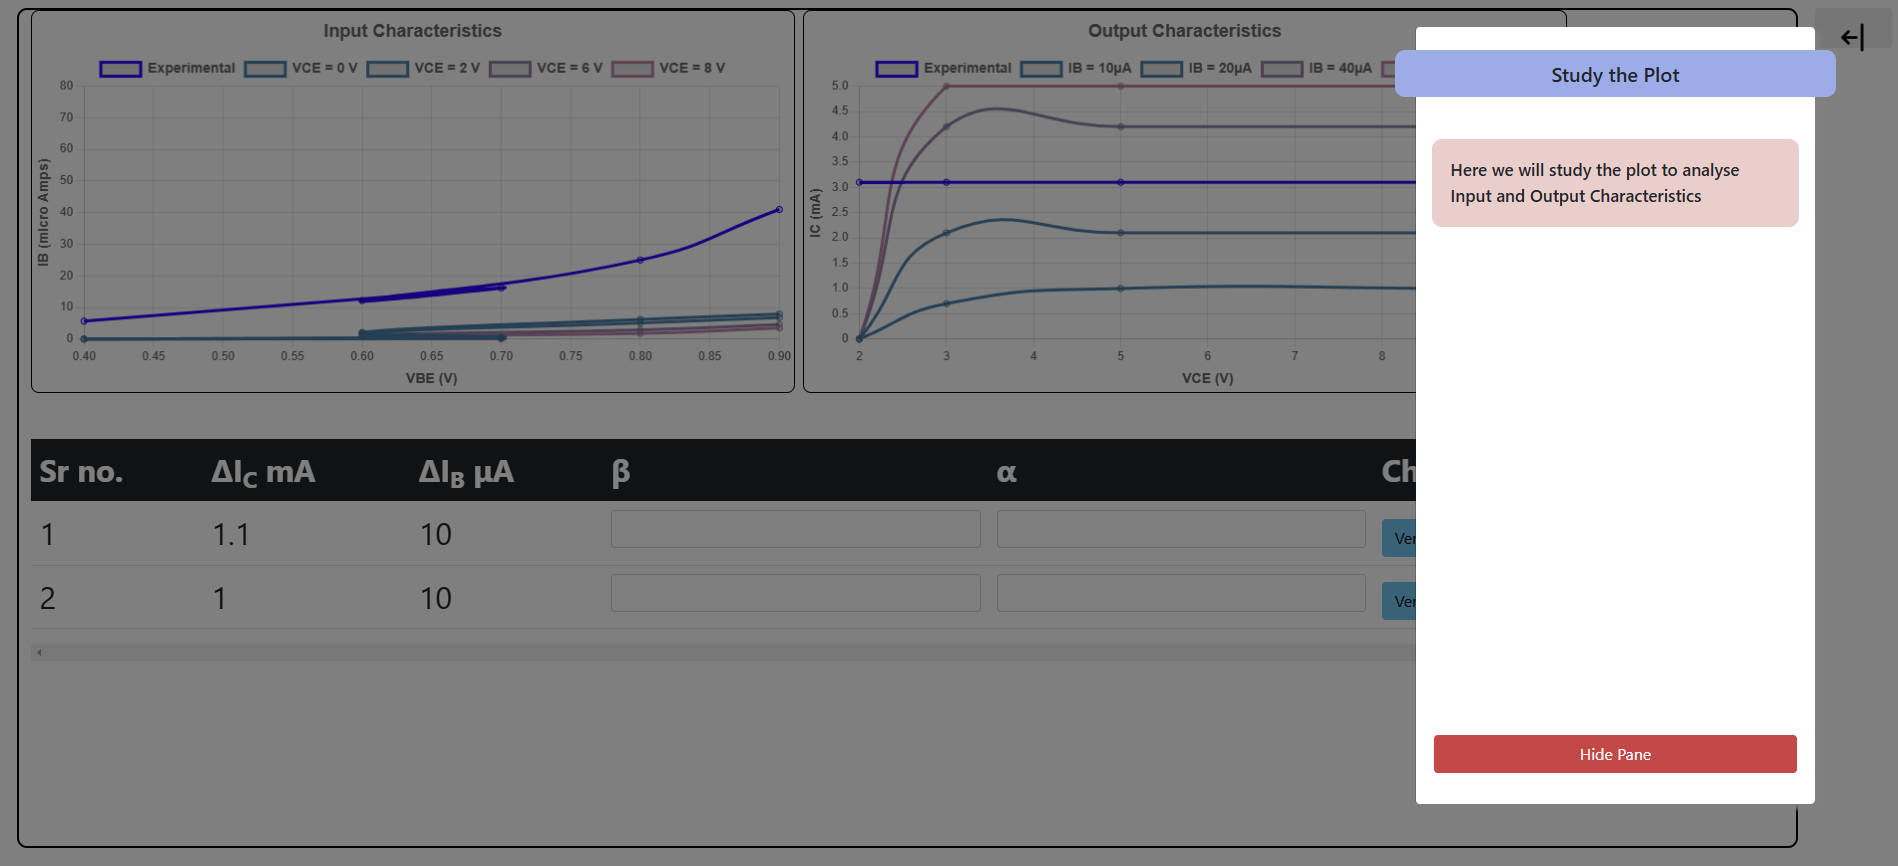 Input Characteristics
Experimental VCE = 0 V VCE = 2 V VCE = 6 V VCE = 8 V
80
70
60
50
40
30
20
10
0
IB (micro Amps)
0.40 0.45 0.50 0.55 0.60 0.65 0.70 0.75 0.80 0.85 0.90
VBE (V)
Output Characteristics
Experimental IB = 10μA IB = 20μA IB = 40μA
5.0
4.5
4.0
3.5
3.0
2.5
2.0
1.5
1.0
0.5
0
IC (mA)
2 3 4 5 6 7 8
VCE (V)
Sr no. ΔIC mA ΔIB μA β α Ch
1 1.1 10 Ver
2 1 10 Ver
Study the Plot
Here we will study the plot to analyse
Input and Output Characteristics
Hide Pane